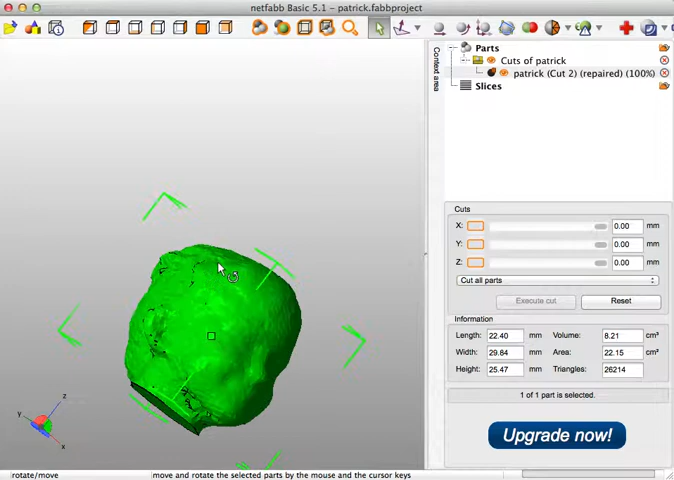 netfabb Basic 5.1 - patrick.fabbproject
Context area
Parts
Cuts of patrick
patrick (Cut 2) (repaired) (100%)
Slices
Cuts
X: 0.00 mm
Y: 0.00 mm
Z: 0.00 mm
Cut all parts
Execute cut Reset
Information
Length: 22.40 mm Volume: 8.21 cm³
Width: 29.64 mm Area: 22.15 cm²
Height: 25.47 mm Triangles: 26214
1 of 1 part is selected.
Upgrade now!
z
y
x
rotate/move move and rotate the selected parts by the mouse and the cursor keys